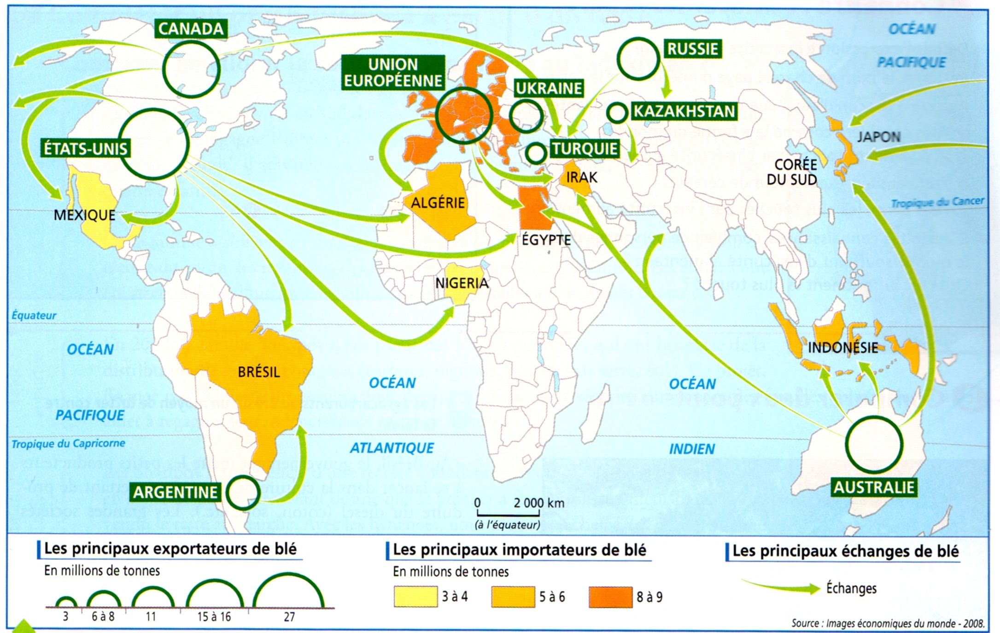 CANADA
OCÉAN
PACIFIQUE
RUSSIE
UNION
EUROPÉENNE
UKRAINE
KAZAKHSTAN
ÉTATS-UNIS
TURQUIE
JAPON
CORÉE
DU SUD
IRAK
ALGÉRIE
Tropique du Cancer
MEXIQUE
ÉGYPTE
NIGERIA
Équateur
OCÉAN
PACIFIQUE
BRÉSIL
OCÉAN
ATLANTIQUE
OCÉAN
INDIEN
INDONÉSIE
Tropique du Capricorne
ARGENTINE
AUSTRALIE
0 2 000 km
(à l'équateur)
Les principaux exportateurs de blé
En millions de tonnes
3 6 à 8 11 15 à 16 27
Les principaux importateurs de blé
En millions de tonnes
3 à 4 5 à 6 8 à 9
Les principaux échanges de blé
Échanges
Source : Images économiques du monde - 2008.